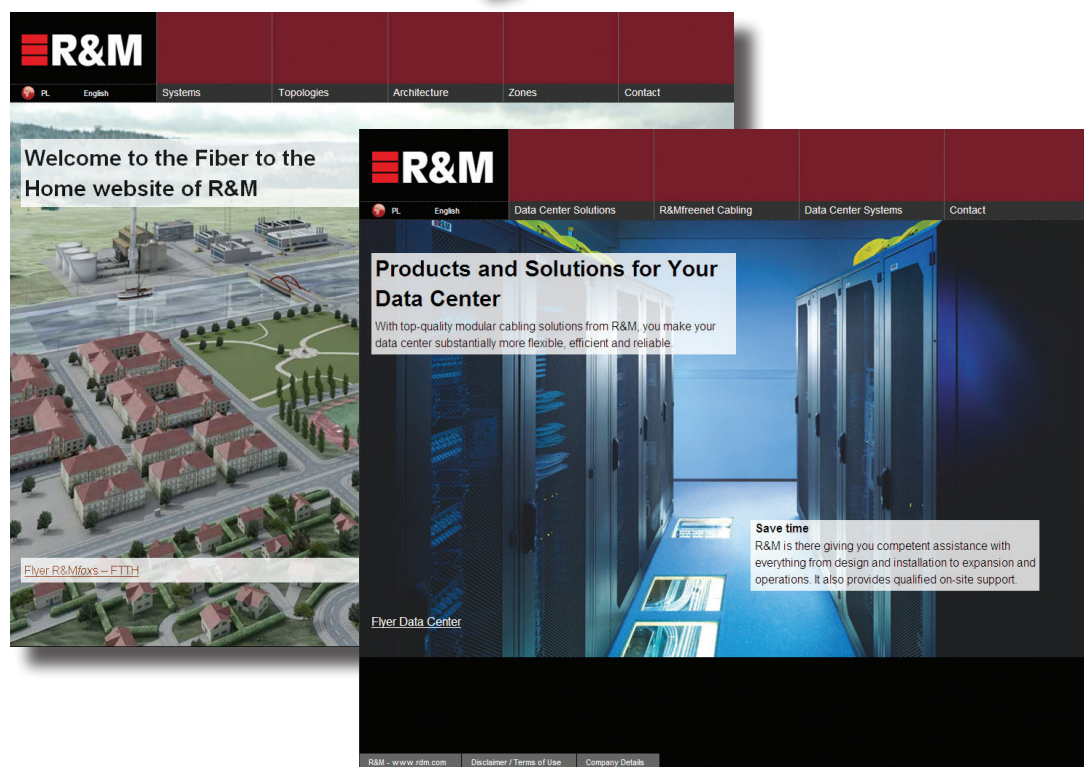 R&M
PL English Systems Topologies Architecture Zones Contact
Welcome to the Fiber to the
Home website of R&M
Flyer R&Mfoxs – FTTH
R&M
PL English Data Center Solutions R&Mfreenet Cabling Data Center Systems Contact
R&M
Products and Solutions for Your
Data Center
With top-quality modular cabling solutions from R&M, you make your
data center substantially more flexible, efficient and reliable.
Save time
R&M is there giving you competent assistance with
everything from design and installation to expansion and
operations. It also provides qualified on-site support.
Flyer Data Center
R&M - www.rdm.com Disclaimer / Terms of Use Company Details